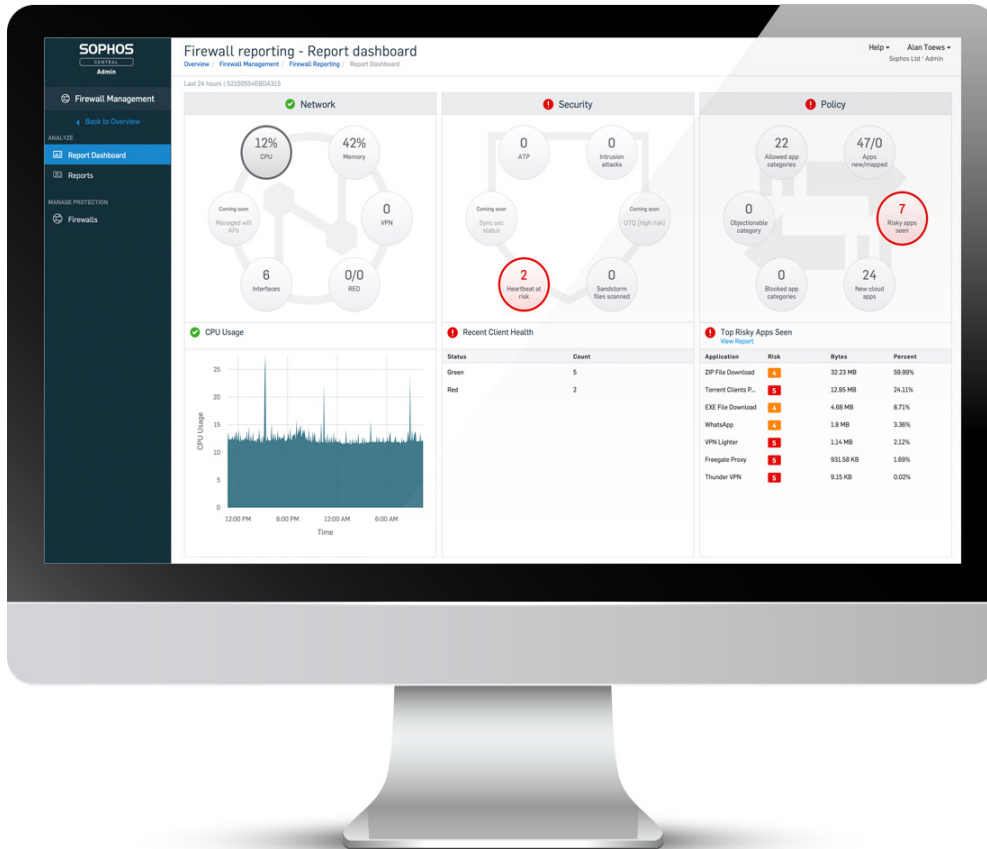 SOPHOS
CENTRAL
Admin
Firewall Management
Back to Overview
ANALYZE
Report Dashboard
Reports
MANAGE PROTECTION
Firewalls
Firewall reporting - Report dashboard
Overview / Firewall Management / Firewall Reporting / Report Dashboard
Help Alan Toews
Sophos Ltd · Admin
Last 24 hours | S2100554EBDA315
Network
12%
CPU
42%
Memory
Coming soon
Managed wifi
APs
0
VPN
6
Interfaces
0/0
RED
Security
0
ATP
0
Intrusion
attacks
Coming soon
Sync sec
status
Coming soon
UTQ (high risk)
2
Heartbeat at
risk
0
Sandstorm
files scanned
Policy
22
Allowed app
categories
47/0
Apps
new/mapped
0
Objectionable
category
7
Risky apps
seen
0
Blocked app
categories
24
New cloud
apps
CPU Usage
CPU Usage
25
20
15
10
5
0
12:00 PM 6:00 PM 12:00 AM 6:00 AM
Time
Recent Client Health
Status Count
Green 5
Red 2
Top Risky Apps Seen
View Report
Application Risk Bytes Percent
ZIP File Download 4 32.23 MB 59.99%
Torrent Clients P... 5 12.95 MB 24.11%
EXE File Download 4 4.68 MB 8.71%
WhatsApp 4 1.8 MB 3.36%
VPN Lighter 5 1.14 MB 2.12%
Freegate Proxy 5 931.58 KB 1.69%
Thunder VPN 5 9.15 KB 0.02%